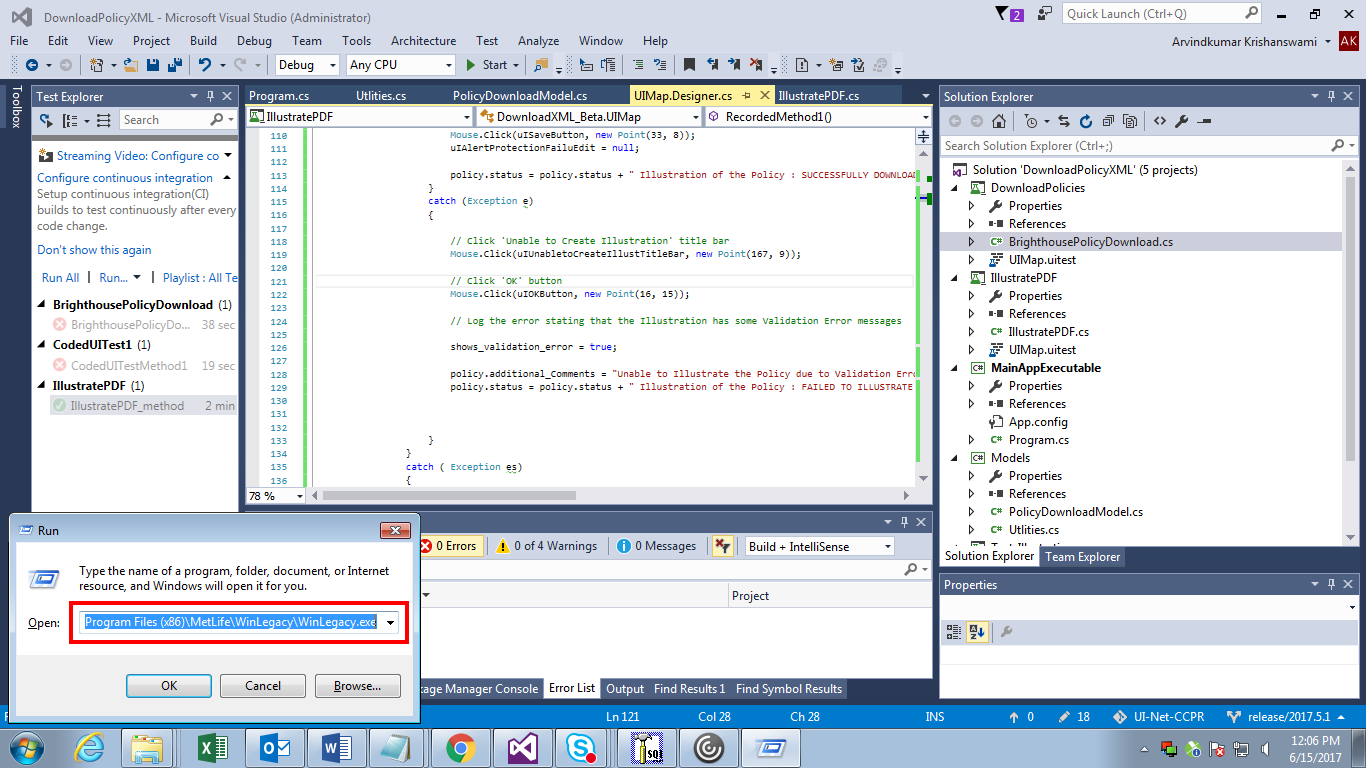 DownloadPolicyXML - Microsoft Visual Studio (Administrator)
2
Quick Launch (Ctrl+Q)
File Edit View Project Build Debug Team Tools Architecture Test Analyze Window Help
Arvindkumar Krishanswami AK
Debug Any CPU Start
Toolbox
Test Explorer
Search
Streaming Video: Configure co
Configure continuous integration
Setup continuous integration(CI)
builds to test continuously after every
code change.
Don't show this again
Run All Run... Playlist : All Te
BrighthousePolicyDownload (1)
BrighthousePolicyDo... 38 sec
CodedUITest1 (1)
CodedUITestMethod1 19 sec
IllustratePDF (1)
IllustratePDF_method 2 min
Program.cs Utlities.cs PolicyDownloadModel.cs UIMap.Designer.cs IllustratePDF.cs
IllustratePDF DownloadXML_Beta.UIMap RecordedMethod1()
110 Mouse.Click(uISaveButton, new Point(33, 8));
111 uIAlertProtectionFailuEdit = null;
112
113 policy.status = policy.status + " Illustration of the Policy : SUCCESSFULLY DOWNLOAD
114 }
115 catch (Exception e)
116 {
117
118 // Click 'Unable to Create Illustration' title bar
119 Mouse.Click(uIUnabletoCreateIllustTitleBar, new Point(167, 9));
120
121 // Click 'OK' button
122 Mouse.Click(uIOKButton, new Point(16, 15));
123
124 // Log the error stating that the Illustration has some Validation Error messages
125
126 shows_validation_error = true;
127
128 policy.additional_Comments = "Unable to Illustrate the Policy due to Validation Erro
129 policy.status = policy.status + " Illustration of the Policy : FAILED TO ILLUSTRATE
130
131
132
133 }
134 }
135 catch ( Exception es)
136 {
78 %
Solution Explorer
Search Solution Explorer (Ctrl+;)
Solution 'DownloadPolicyXML' (5 projects)
DownloadPolicies
Properties
References
BrighthousePolicyDownload.cs
UIMap.uitest
IllustratePDF
Properties
References
IllustratePDF.cs
UIMap.uitest
MainAppExecutable
Properties
References
App.config
Program.cs
Models
Properties
References
PolicyDownloadModel.cs
Utlities.cs
Solution Explorer Team Explorer
Properties
0 Errors 0 of 4 Warnings 0 Messages Build + IntelliSense
Project
Run
Type the name of a program, folder, document, or Internet
resource, and Windows will open it for you.
Open: Program Files (x86)\MetLife\WinLegacy\WinLegacy.exe
OK Cancel Browse...
age Manager Console Error List Output Find Results 1 Find Symbol Results
Ln 121 Col 28 Ch 28 INS 0 18 UI-Net-CCPR release/2017.5.1
12:06 PM
6/15/2017